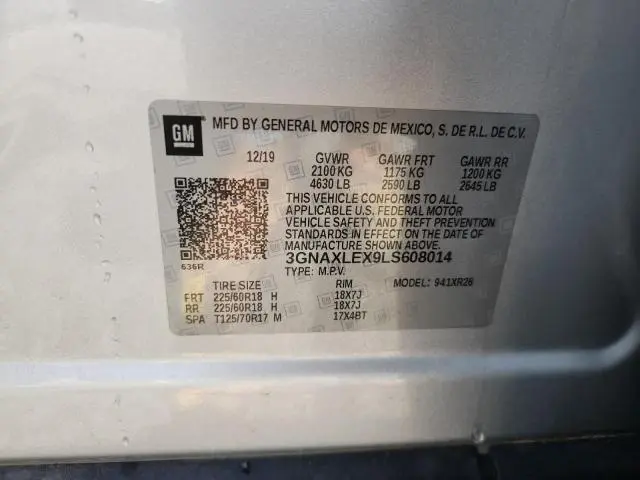 GM
MFD BY GENERAL MOTORS DE MEXICO, S. DE R.L. DE C.V.
12/19 GVWR GAWR FRT GAWR RR
2100 KG 1175 KG 1200 KG
4630 LB 2590 LB 2645 LB
THIS VEHICLE CONFORMS TO ALL
APPLICABLE U.S. FEDERAL MOTOR
VEHICLE SAFETY AND THEFT PREVENTION
STANDARDS IN EFFECT ON THE DATE OF
MANUFACTURE SHOWN ABOVE.
636R
3GNAXLEX9LS608014
TYPE: M.P.V. MODEL: 941XR26
TIRE SIZE RIM
FRT 225/60R18 H 18X7J
RR 225/60R18 H 18X7J
SPA T125/70R17 M 17X4BT